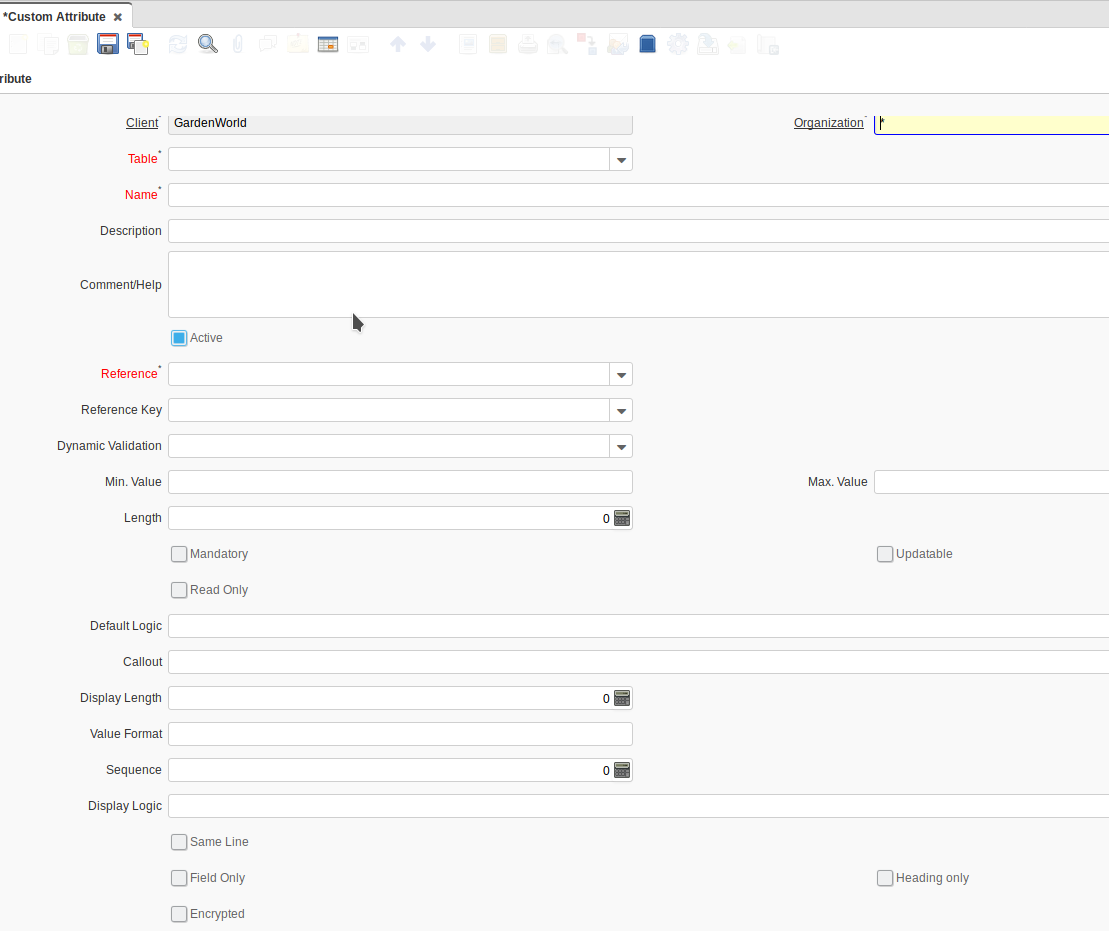 *Custom Attribute ×
ribute
Client* GardenWorld Organization* *
Table*
Name*
Description
Comment/Help
Active
Reference*
Reference Key
Dynamic Validation
Min. Value Max. Value
Length 0
Mandatory Updatable
Read Only
Default Logic
Callout
Display Length 0
Value Format
Sequence 0
Display Logic
Same Line
Field Only Heading only
Encrypted